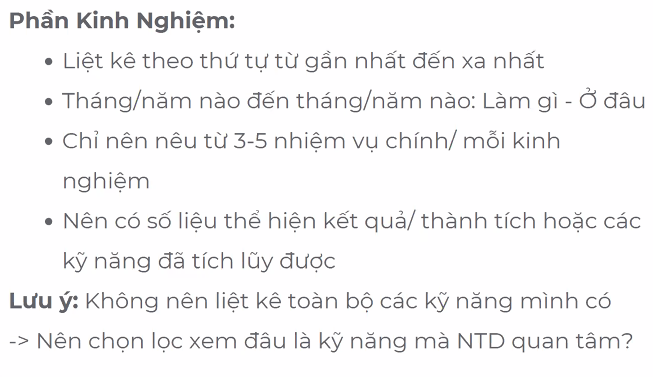 Phần Kinh Nghiệm:
• Liệt kê theo thứ tự từ gần nhất đến xa nhất
• Tháng/năm nào đến tháng/năm nào: Làm gì - Ở đâu
• Chỉ nên nêu từ 3-5 nhiệm vụ chính/ mỗi kinh
nghiệm
• Nên có số liệu thể hiện kết quả/ thành tích hoặc các
kỹ năng đã tích lũy được
Lưu ý: Không nên liệt kê toàn bộ các kỹ năng mình có
-> Nên chọn lọc xem đâu là kỹ năng mà NTD quan tâm?